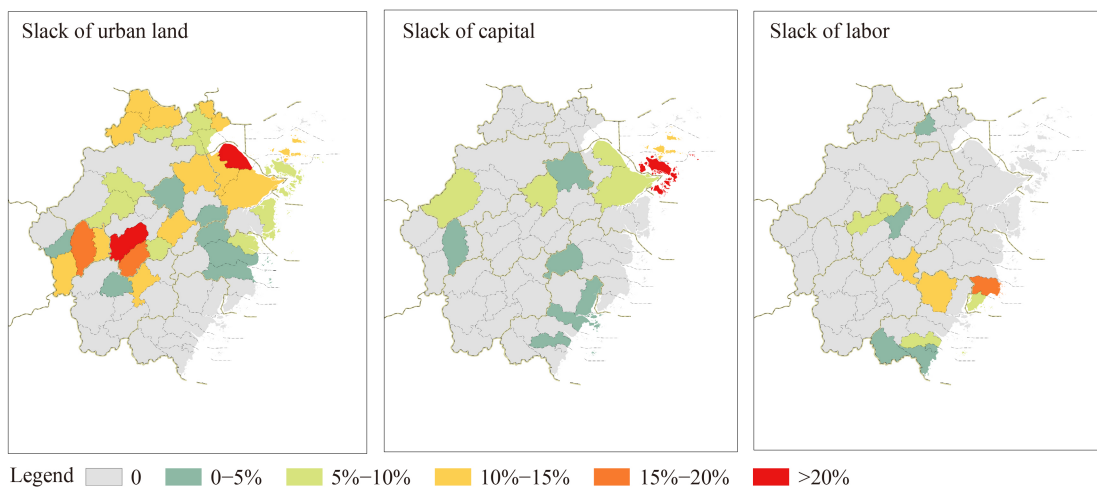 Slack of urban land
Slack of capital
Slack of labor
Legend 0 0−5% 5%−10% 10%−15% 15%−20% >20%